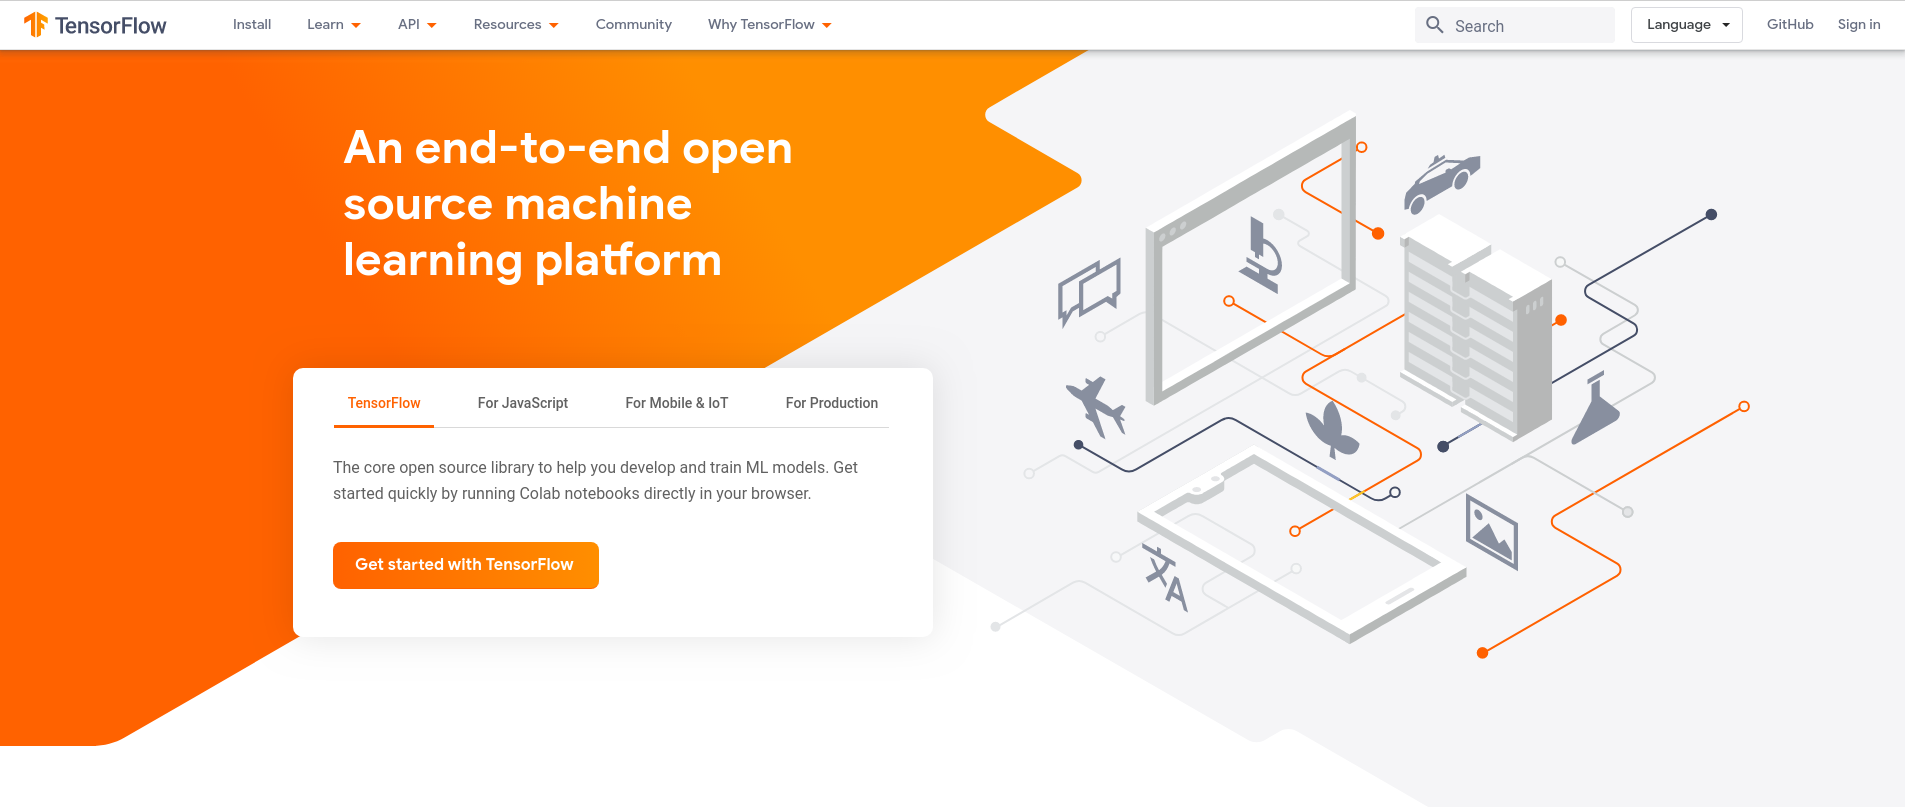 TensorFlow Install Learn API Resources Community Why TensorFlow Search Language GitHub Sign in
An end-to-end open
source machine
learning platform
TensorFlow For JavaScript For Mobile & IoT For Production
The core open source library to help you develop and train ML models. Get
started quickly by running Colab notebooks directly in your browser.
Get started with TensorFlow
文A